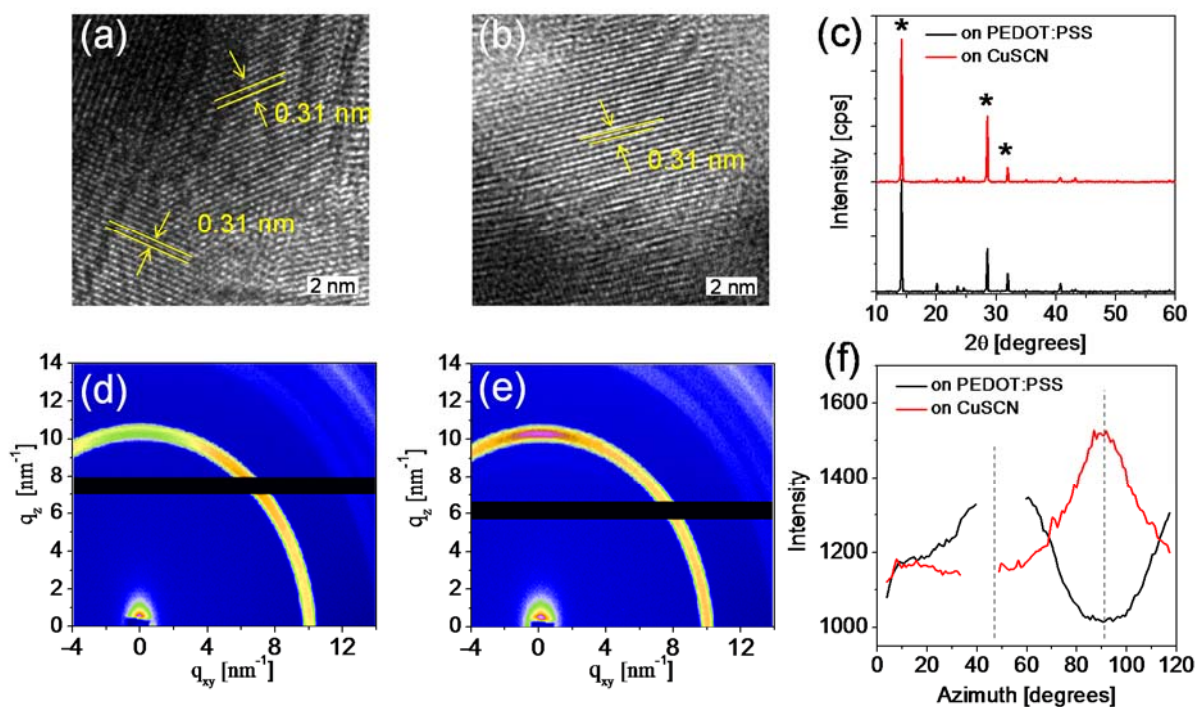 (a)
0.31 nm
0.31 nm
2 nm
(b)
0.31 nm
2 nm
(c)
on PEDOT:PSS
on CuSCN
*
*
*
Intensity [cps]
10 20 30 40 50 60
2θ [degrees]
(d)
14
12
10
8
6
4
2
0
q_z [nm⁻¹]
-4 0 4 8 12
q_xy [nm⁻¹]
(e)
14
12
10
8
6
4
2
0
q_z [nm⁻¹]
-4 0 4 8 12
q_xy [nm⁻¹]
(f)
on PEDOT:PSS
on CuSCN
1600
1500
1400
1300
1200
1100
1000
Intensity
0 20 40 60 80 100 120
Azimuth [degrees]